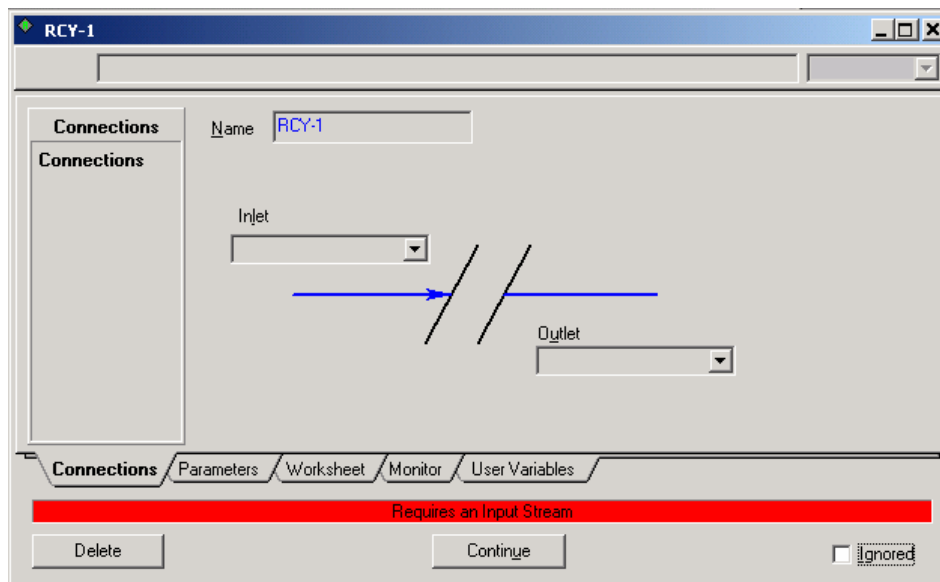 RCY-1
Connections
Connections
Name RCY-1
Inlet
Outlet
Connections Parameters Worksheet Monitor User Variables
Requires an Input Stream
Delete Continue Ignored